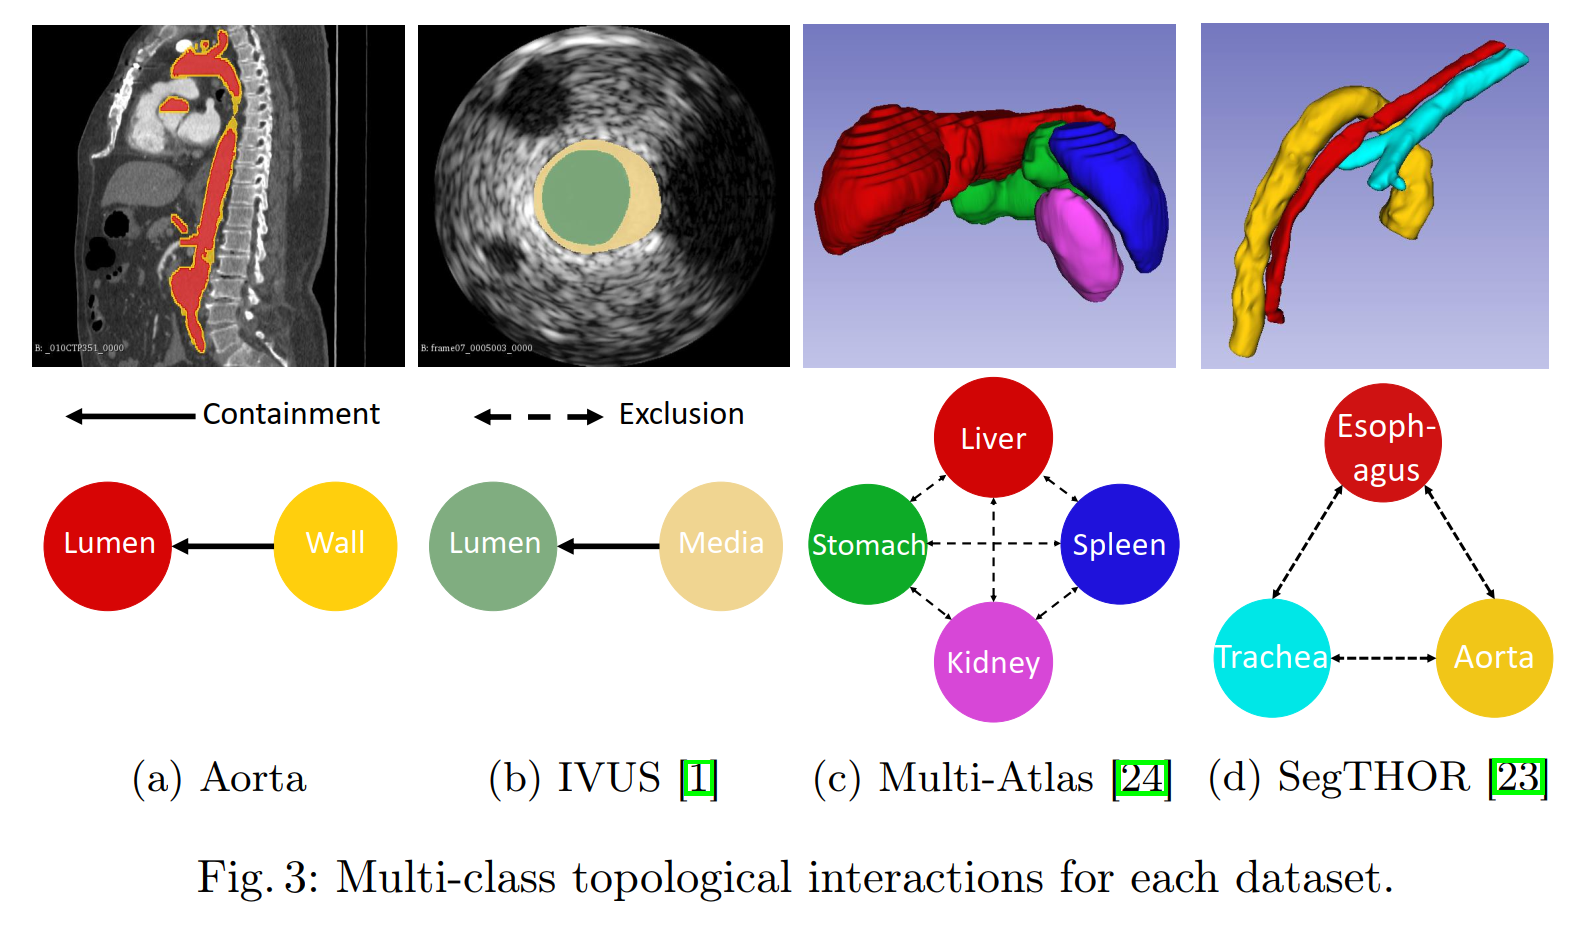 B: _010CTP351_0000
B: frame07_0005003_0000
Containment
Exclusion
Lumen
Wall
Lumen
Media
Liver
Stomach
Spleen
Kidney
Esoph-
agus
Trachea
Aorta
(a) Aorta
(b) IVUS [1]
(c) Multi-Atlas [24]
(d) SegTHOR [23]
Fig. 3: Multi-class topological interactions for each dataset.